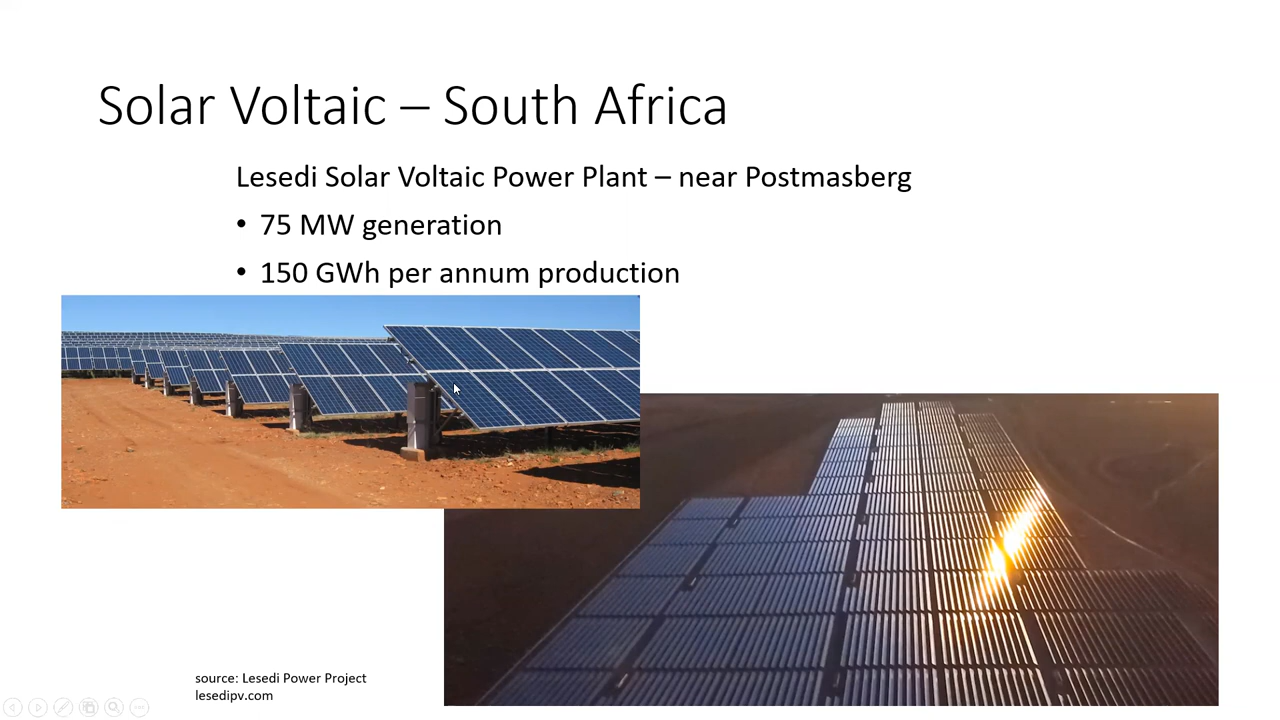 Solar Voltaic – South Africa
Lesedi Solar Voltaic Power Plant – near Postmasberg
• 75 MW generation
• 150 GWh per annum production
source: Lesedi Power Project
lesedipv.com